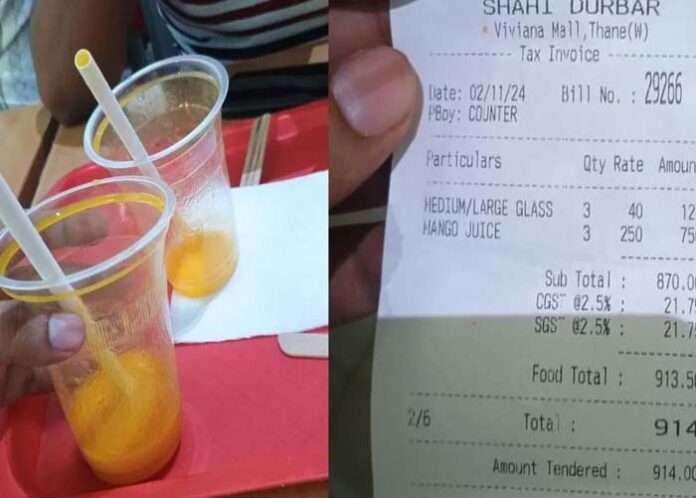 SHAHI DURBAR
Viviana Mall,Thane(W)
Tax Invoice
Date: 02/11/24 Bill No. : 29266
PBoy: COUNTER
Particulars Qty Rate Amoun
MEDIUM/LARGE GLASS 3 40 12
MANGO JUICE 3 250 75
Sub Total : 870.0
CGST @2.5% : 21.7
SGST @2.5% : 21.7
Food Total : 913.5
2/6 Total : 914
Amount Tendered : 914.0